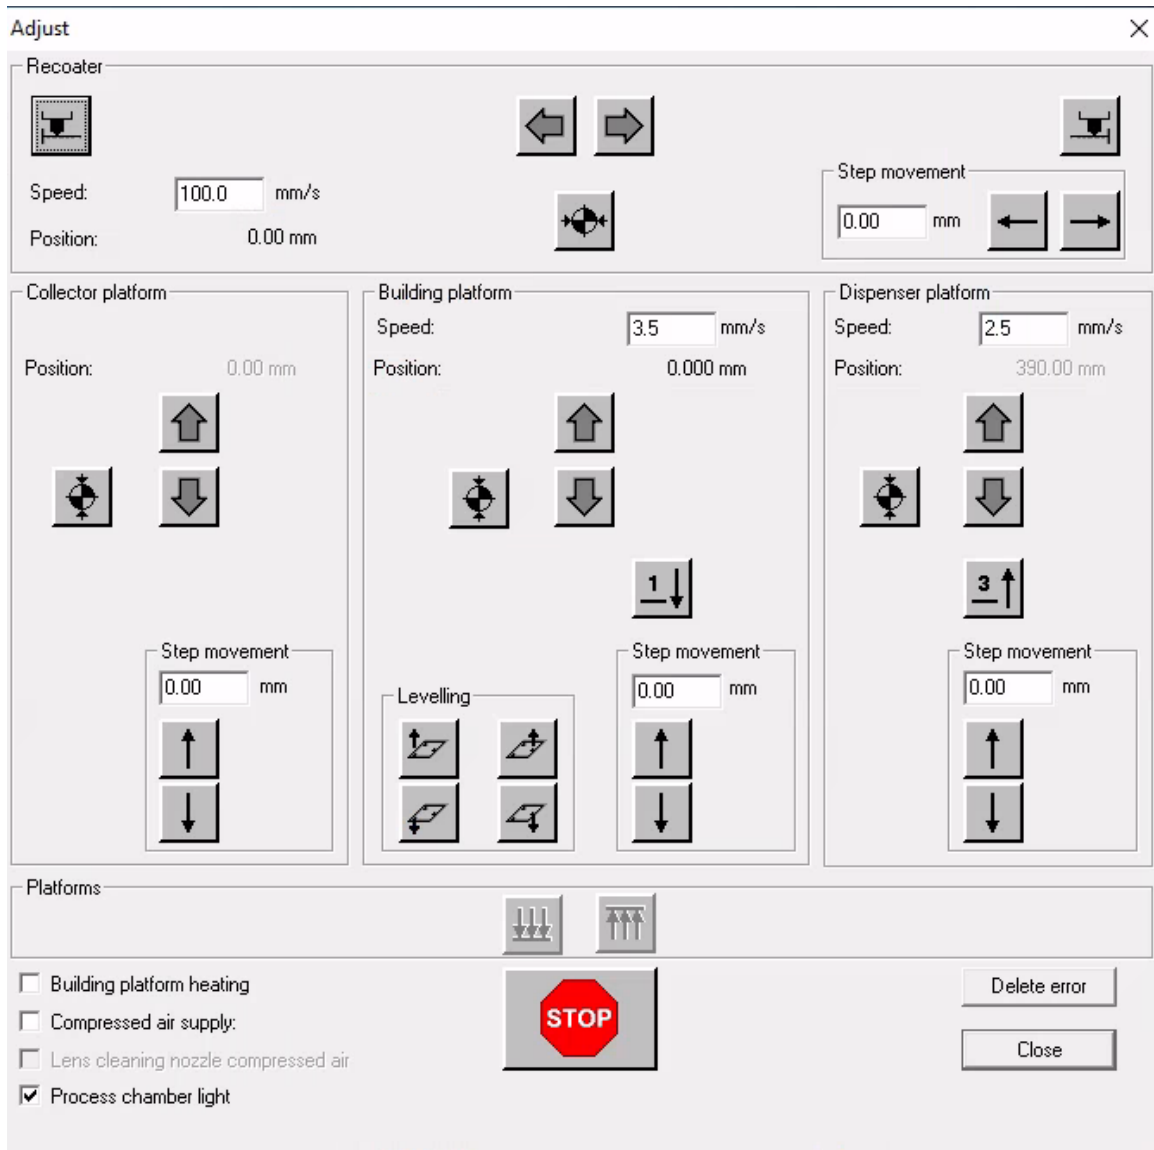 Adjust
Recoater
Speed: 100.0 mm/s
Position: 0.00 mm
Step movement
0.00 mm
Collector platform
Position: 0.00 mm
Step movement
0.00 mm
Building platform
Speed: 3.5 mm/s
Position: 0.000 mm
1
Levelling
Step movement
0.00 mm
Dispenser platform
Speed: 2.5 mm/s
Position: 390.00 mm
3
Step movement
0.00 mm
Platforms
Building platform heating
Compressed air supply:
Lens cleaning nozzle compressed air
Process chamber light
STOP
Delete error
Close